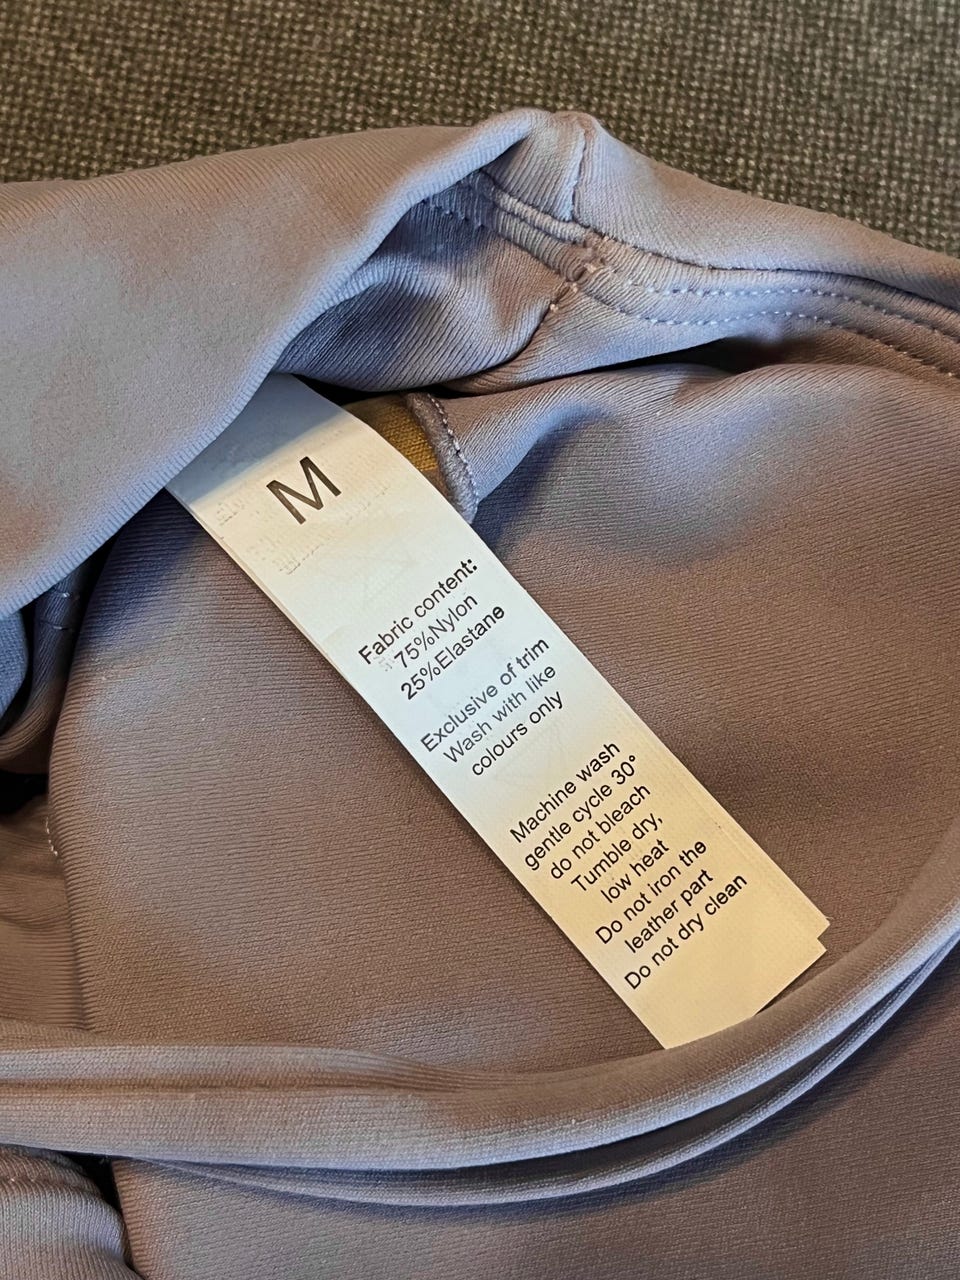 M
Fabric content:
75%Nylon
25%Elastane
Exclusive of trim
Wash with like
colours only
Machine wash
gentle cycle 30°
do not bleach
Tumble dry,
low heat
Do not iron the
leather part
Do not dry clean